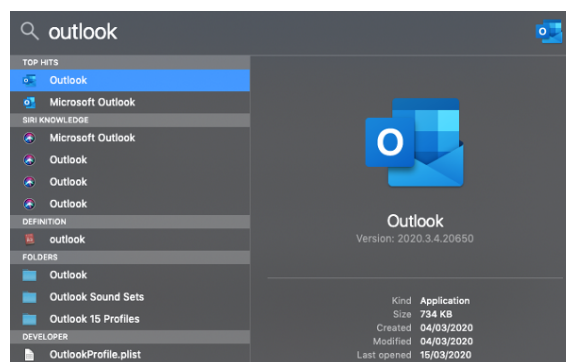 outlook
TOP HITS
Outlook
Microsoft Outlook
SIRI KNOWLEDGE
Microsoft Outlook
Outlook
Outlook
Outlook
DEFINITION
outlook
FOLDERS
Outlook
Outlook Sound Sets
Outlook 15 Profiles
DEVELOPER
OutlookProfile.plist
O
Outlook
Version: 2020.3.4.20650
Kind Application
Size 734 KB
Created 04/03/2020
Modified 04/03/2020
Last opened 15/03/2020